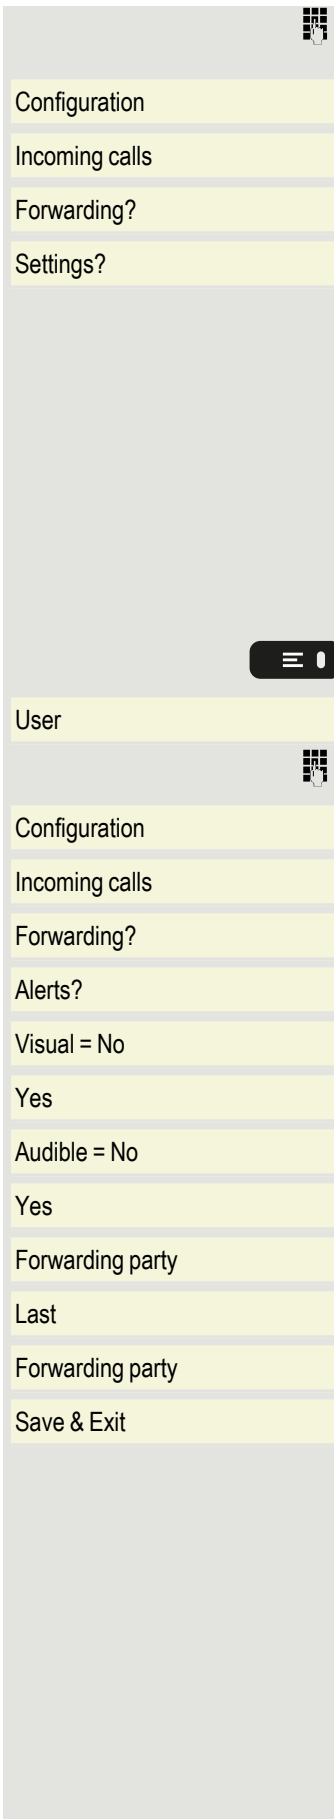 Configuration
Incoming calls
Forwarding?
Settings?
User
Configuration
Incoming calls
Forwarding?
Alerts?
Visual = No
Yes
Audible = No
Yes
Forwarding party
Last
Forwarding party
Save & Exit